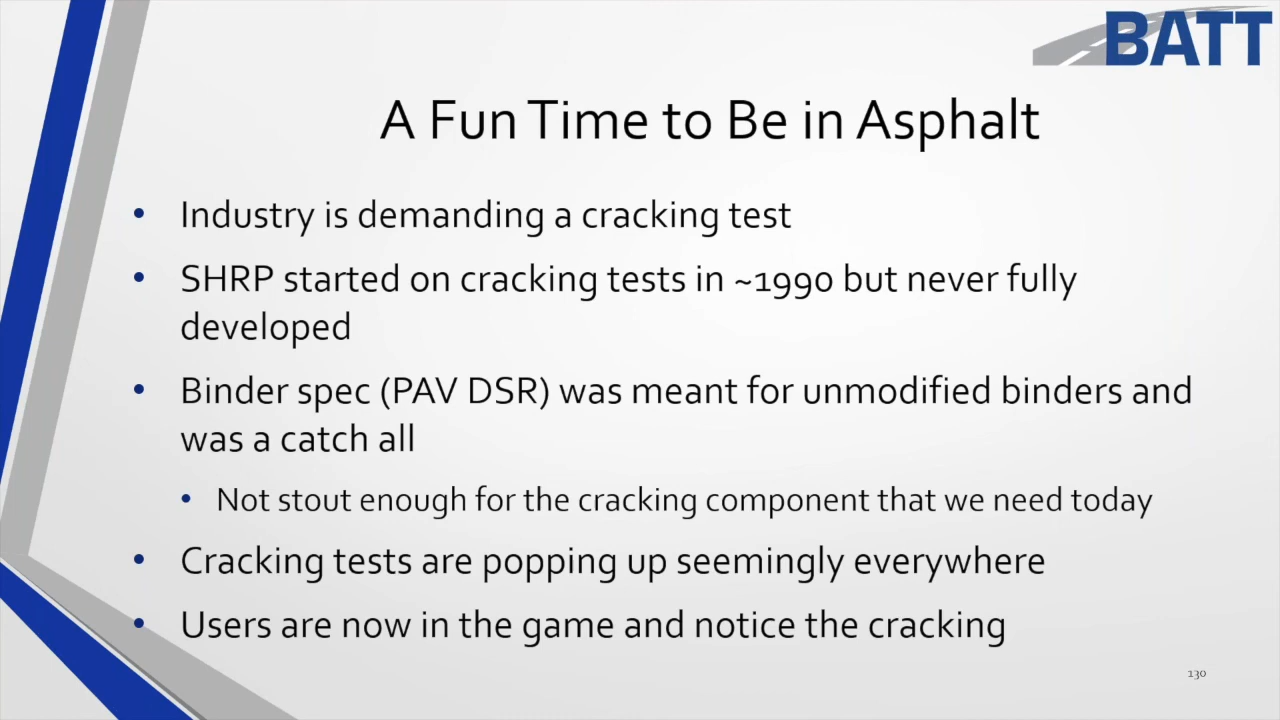 BATT
A Fun Time to Be in Asphalt
• Industry is demanding a cracking test
• SHRP started on cracking tests in ~1990 but never fully
developed
• Binder spec (PAV DSR) was meant for unmodified binders and
was a catch all
• Not stout enough for the cracking component that we need today
• Cracking tests are popping up seemingly everywhere
• Users are now in the game and notice the cracking
130